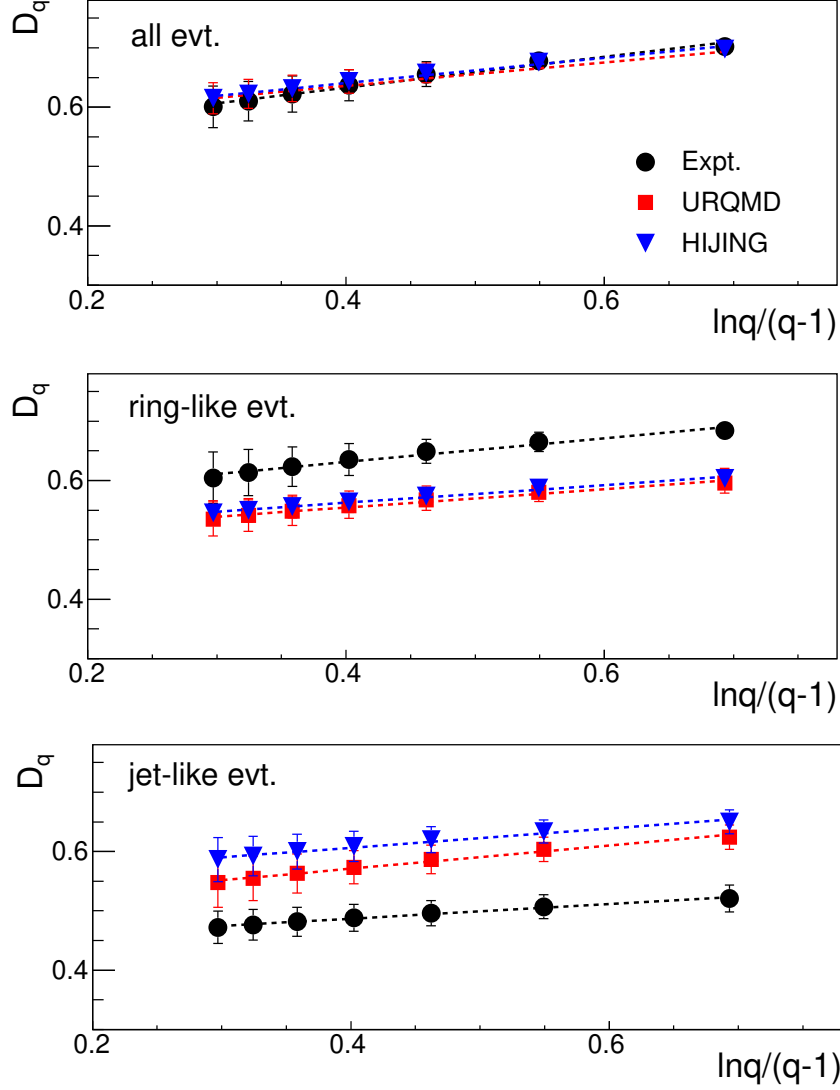 all evt.
D_q
0.6
0.4
Expt.
URQMD
HIJING
0.2
0.4
0.6
lnq/(q-1)
ring-like evt.
D_q
0.6
0.4
0.2
0.4
0.6
lnq/(q-1)
jet-like evt.
D_q
0.6
0.4
0.2
0.4
0.6
lnq/(q-1)